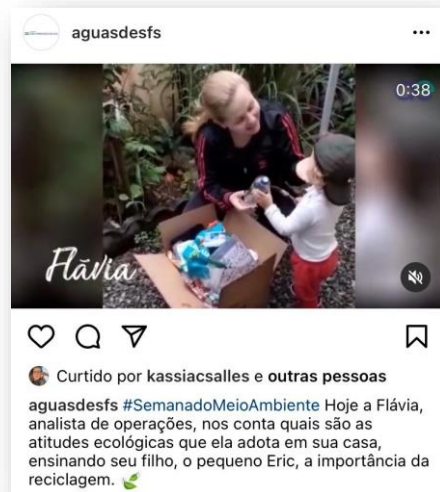 aguasdesfs
0:38
Flávia
Curtido por kassiacsalles e outras pessoas
aguasdesfs #SemanadoMeioAmbiente Hoje a Flávia,
analista de operações, nos conta quais são as
atitudes ecológicas que ela adota em sua casa,
ensinando seu filho, o pequeno Eric, a importância da
reciclagem. 🌿